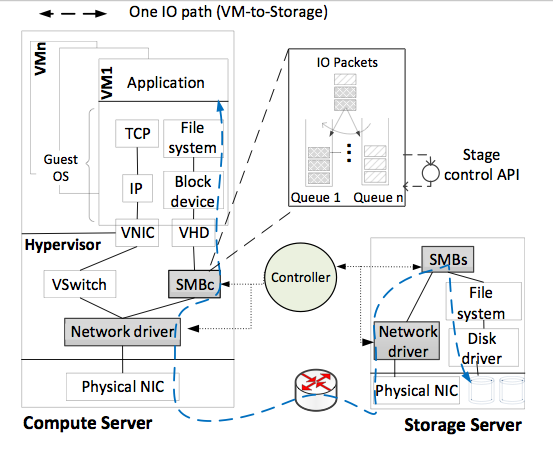 One IO path (VM-to-Storage)
VMn
VM1
Application
IO Packets
TCP
File
system
Guest
OS
IP
Block
device
Queue 1
Queue n
Stage
control API
VNIC
VHD
Hypervisor
VSwitch
SMBc
Controller
SMBs
File
system
Network driver
Network
driver
Disk
driver
Physical NIC
Physical NIC
Compute Server
Storage Server